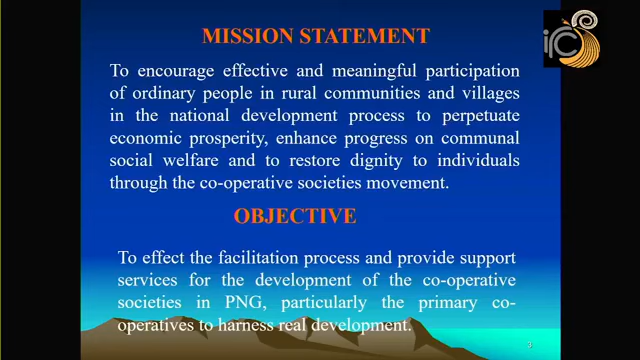 MISSION STATEMENT
To encourage effective and meaningful participation
of ordinary people in rural communities and villages
in the national development process to perpetuate
economic prosperity, enhance progress on communal
social welfare and to restore dignity to individuals
through the co-operative societies movement.
OBJECTIVE
To effect the facilitation process and provide support
services for the development of the co-operative
societies in PNG, particularly the primary co-
operatives to harness real development.
3